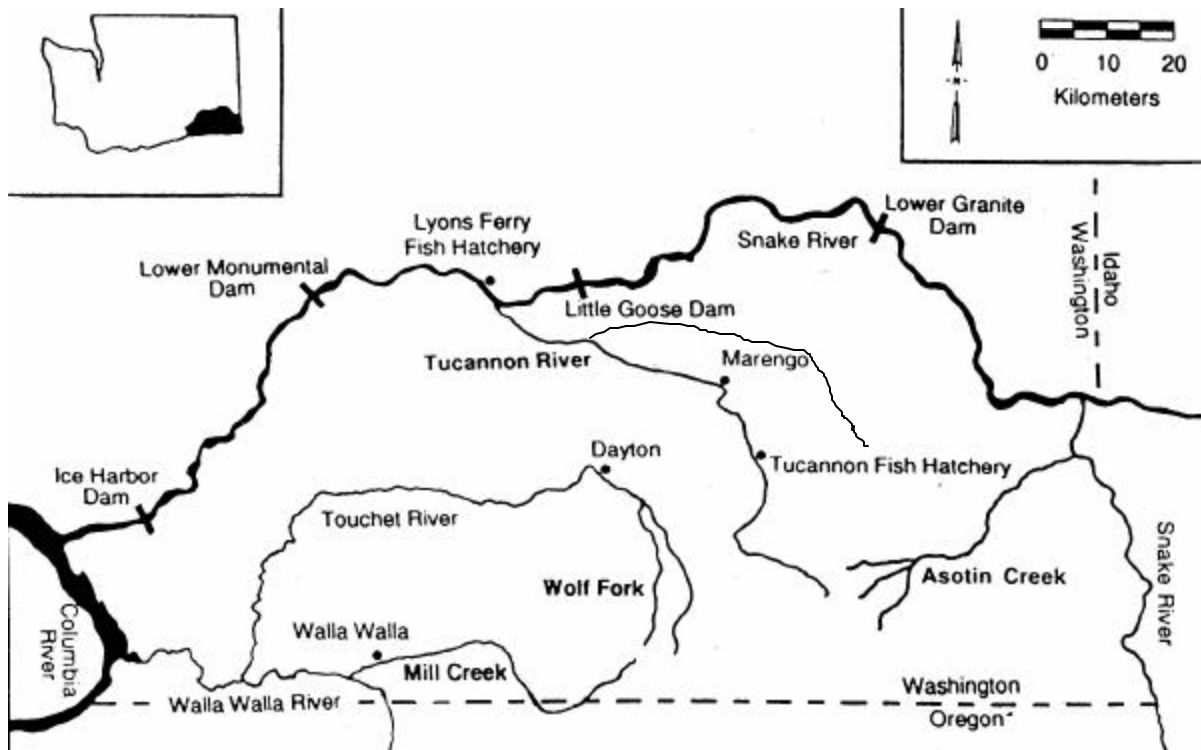 N
0 10 20
Kilometers
Lyons Ferry
Fish Hatchery
Lower Granite
Dam
Snake River
Lower Monumental
Dam
Idaho
Washington
Little Goose Dam
Tucannon River
Marengo
Dayton
Tucannon Fish Hatchery
Ice Harbor
Dam
Touchet River
Wolf Fork
Asotin Creek
Snake River
Columbia
River
Walla Walla
Mill Creek
Walla Walla River
Washington
Oregon